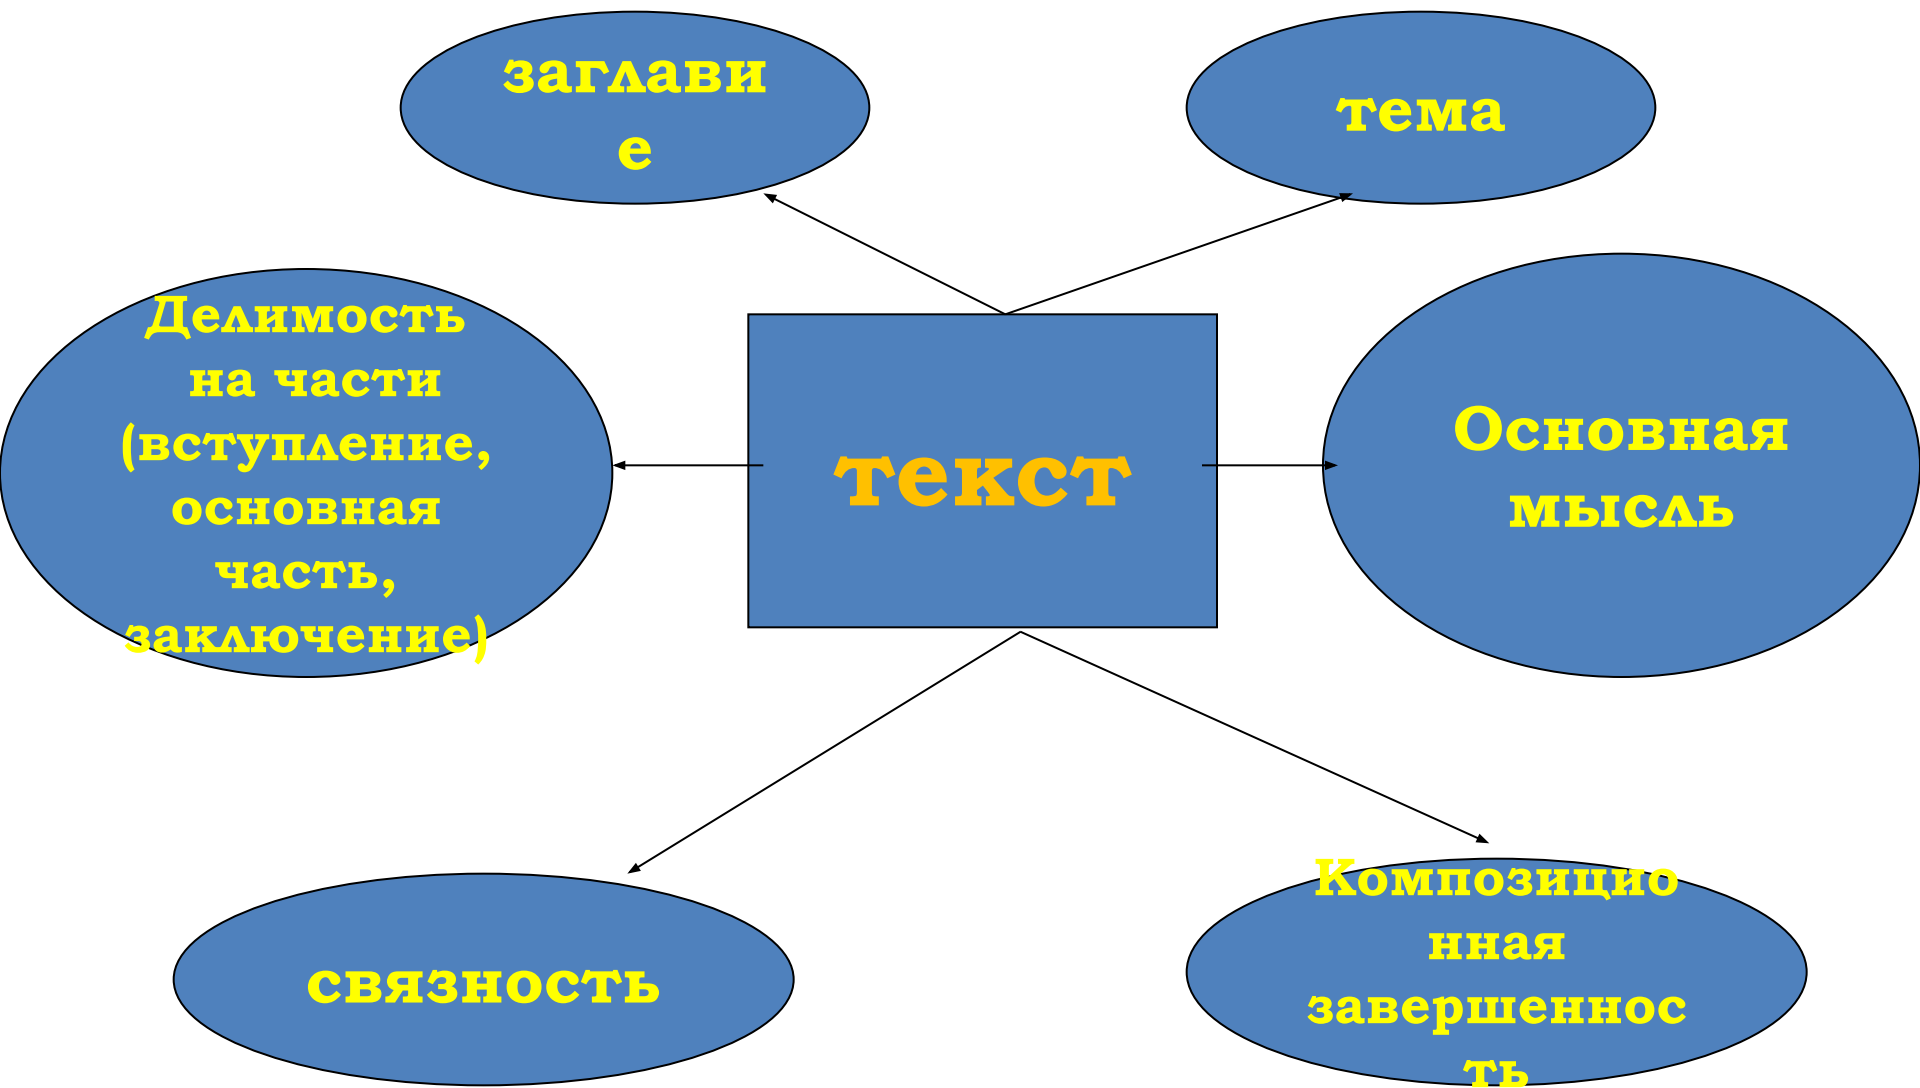 заглави
е
тема
Делимость
на части
(вступление,
основная
часть,
заключение)
текст
Основная
мысль
связность
Композицио
нная
завершеннос
ть